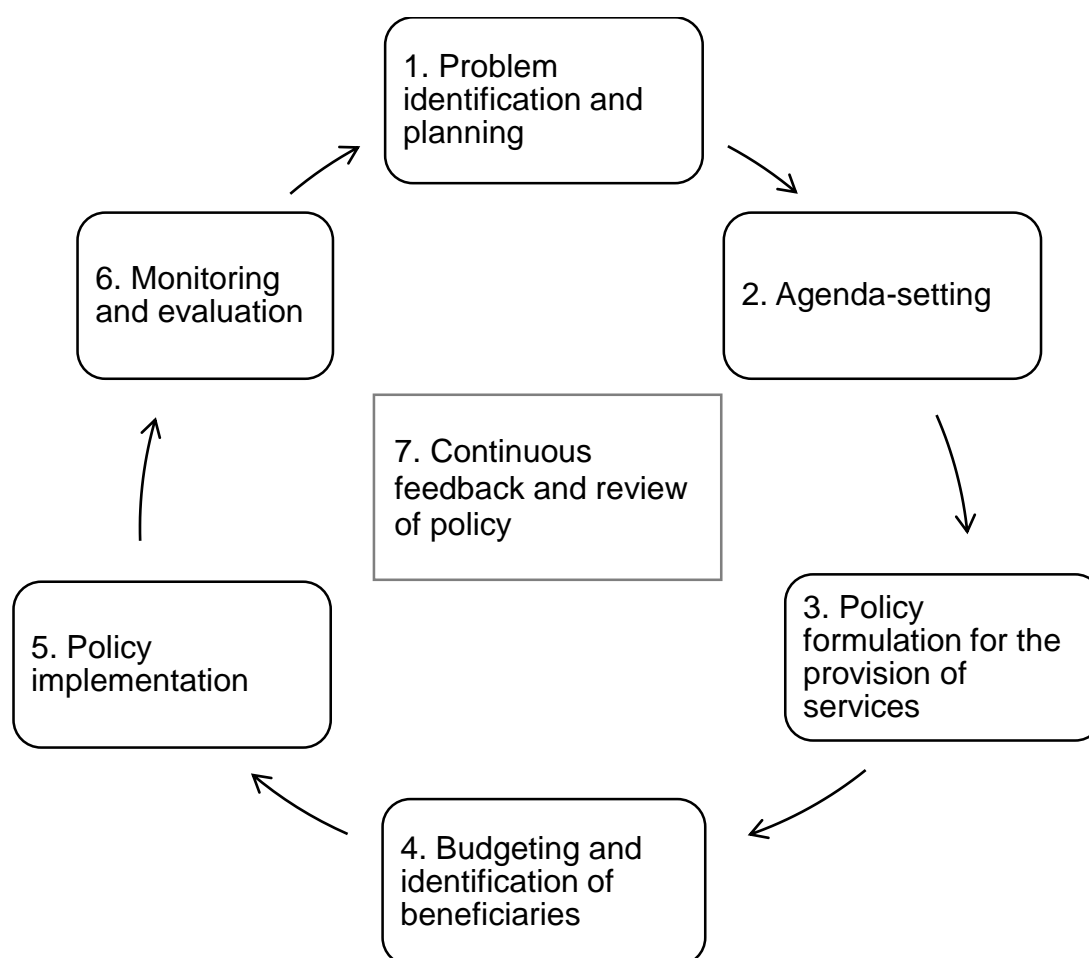 1. Problem
identification and
planning
2. Agenda-setting
3. Policy
formulation for the
provision of
services
4. Budgeting and
identification of
beneficiaries
5. Policy
implementation
6. Monitoring
and evaluation
7. Continuous
feedback and review
of policy